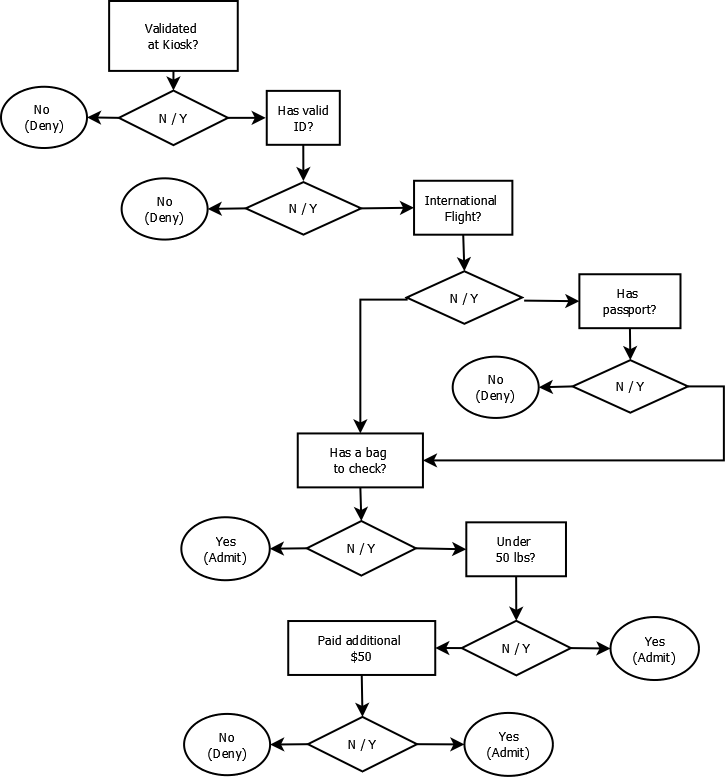 Validated
at Kiosk?
No
(Deny)
N / Y
Has valid
ID?
No
(Deny)
N / Y
International
Flight?
N / Y
Has
passport?
No
(Deny)
N / Y
Has a bag
to check?
Yes
(Admit)
N / Y
Under
50 lbs?
Paid additional
$50
N / Y
Yes
(Admit)
No
(Deny)
N / Y
Yes
(Admit)